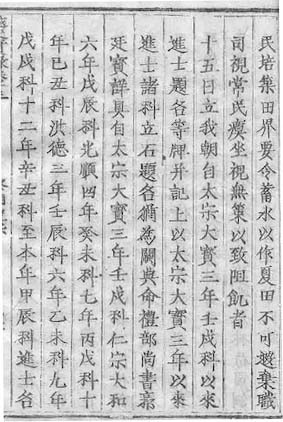 民培築田界要令蓄水以作夏田不可遐棄職
司視常民瘼坐視無策以致阻飢者
十五日立我朝自太宗大寶三年壬戌科以來
進士題名等碑并記上以太宗大寶三年以來
進士諸科立石題名猶為闕典命禮部尚書郭
廷寶詳具自太宗大寶三年壬戌科仁宗大和
六年戊辰科光順四年癸未科七年丙戌科十
年己丑科洪德三年壬辰科六年乙未科九年
戊戌科十二年辛丑科至本年甲辰科進士名